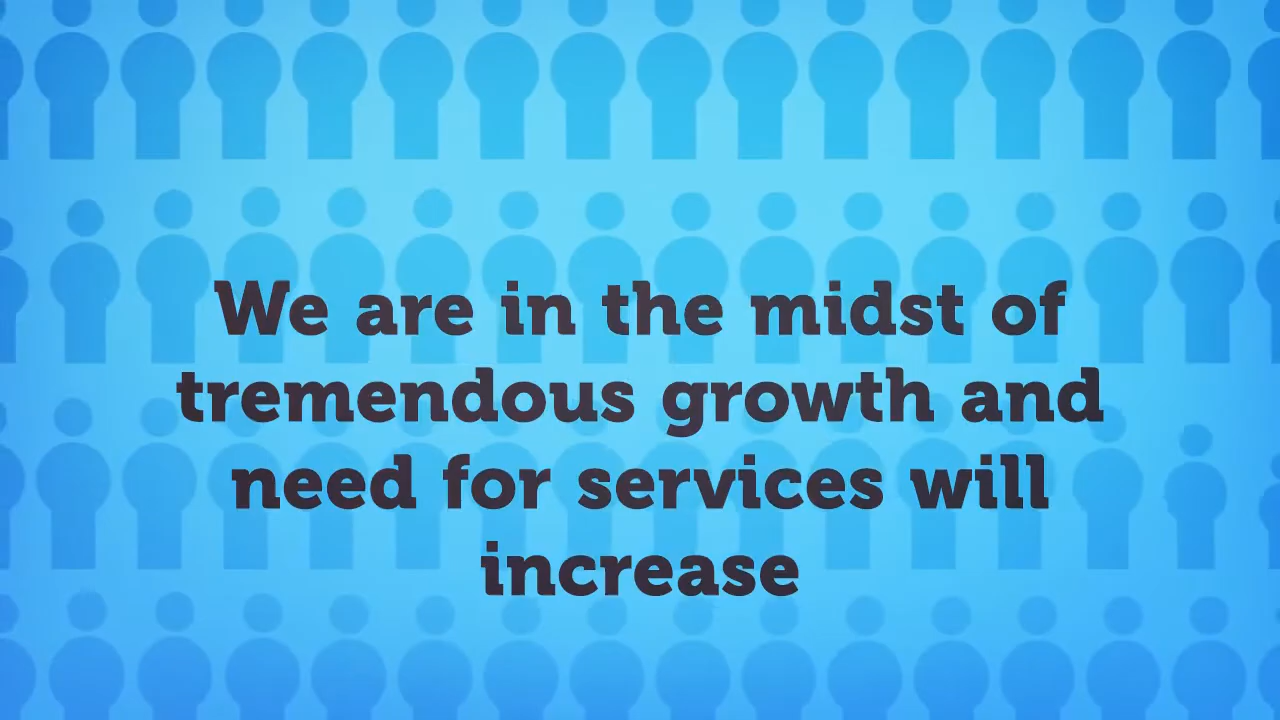 We are in the midst of
tremendous growth and
need for services will
increase